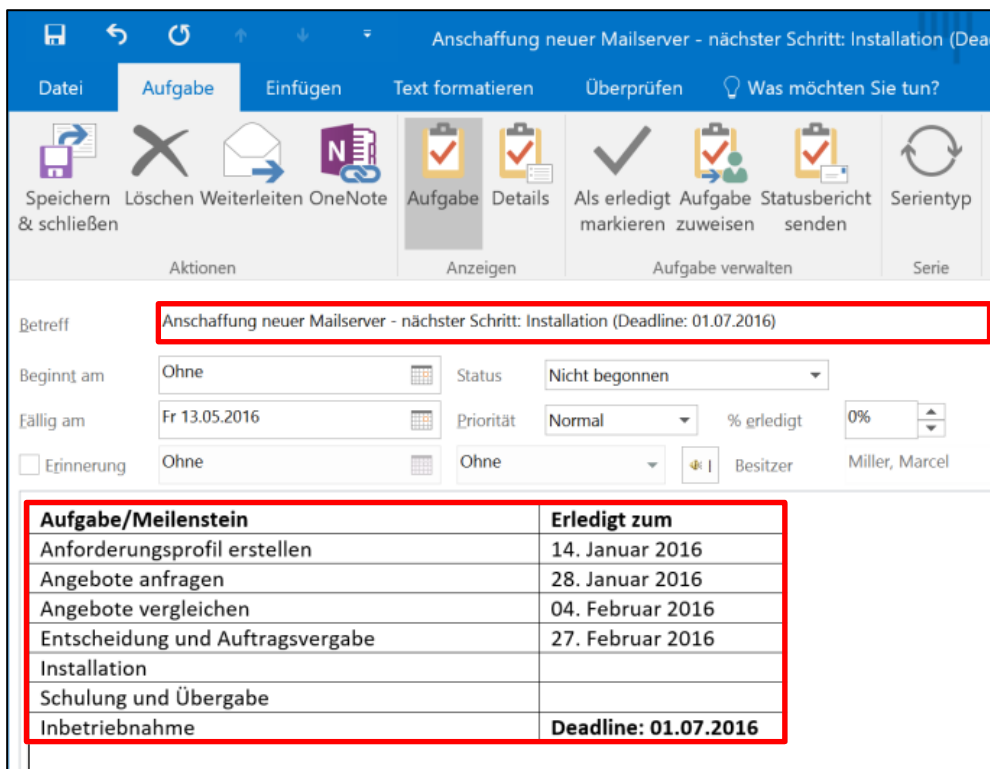 Anschaffung neuer Mailserver - nächster Schritt: Installation (Dea
Datei Aufgabe Einfügen Text formatieren Überprüfen Was möchten Sie tun?
Speichern & schließen
Löschen
Weiterleiten
OneNote
Aufgabe
Details
Als erledigt markieren
Aufgabe zuweisen
Statusbericht senden
Serientyp
Aktionen Anzeigen Aufgabe verwalten Serie
Betreff Anschaffung neuer Mailserver - nächster Schritt: Installation (Deadline: 01.07.2016)
Beginnt am Ohne Status Nicht begonnen
Fällig am Fr 13.05.2016 Priorität Normal % erledigt 0%
Erinnerung Ohne Ohne Besitzer Miller, Marcel
Aufgabe/Meilenstein Erledigt zum
Anforderungsprofil erstellen 14. Januar 2016
Angebote anfragen 28. Januar 2016
Angebote vergleichen 04. Februar 2016
Entscheidung und Auftragsvergabe 27. Februar 2016
Installation
Schulung und Übergabe
Inbetriebnahme Deadline: 01.07.2016